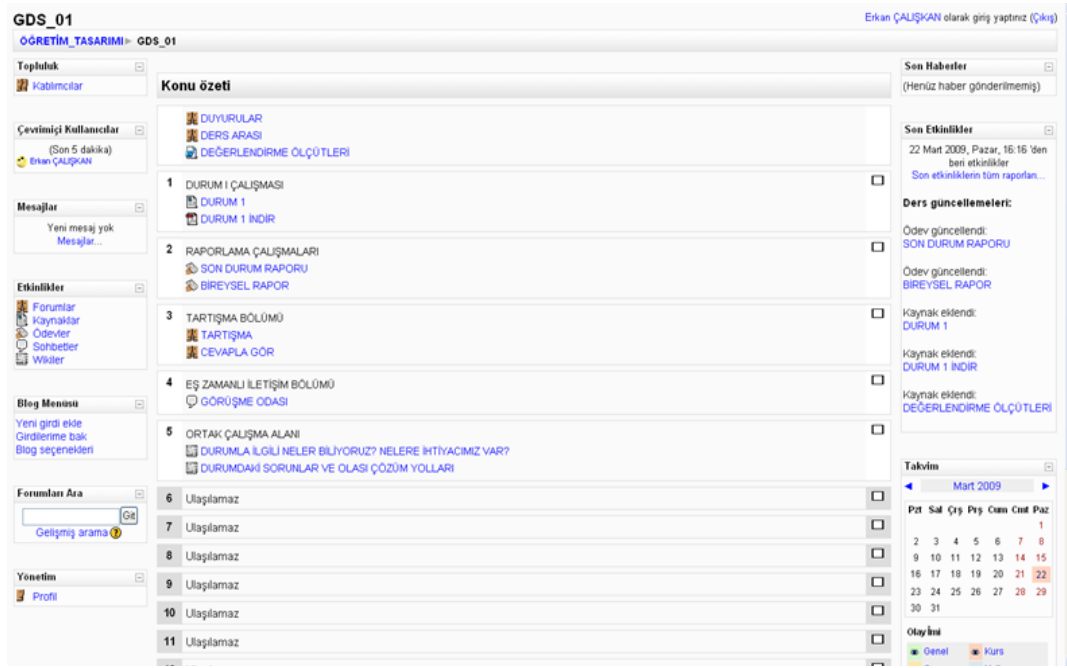 GDS_01
Erkan ÇALIŞKAN olarak giriş yaptınız (Çıkış)
ÖĞRETİM_TASARIMI ► GDS_01
Topluluk
Katılımcılar
Çevrimiçi Kullanıcılar
(Son 5 dakika)
Erkan ÇALIŞKAN
Mesajlar
Yeni mesaj yok
Mesajlar...
Etkinlikler
Forumlar
Kaynaklar
Ödevler
Sohbetler
Wikiler
Blog Menüsü
Yeni girdi ekle
Girdilerime bak
Blog seçenekleri
Forumları Ara
Git
Gelişmiş arama
Yönetim
Profil
Konu özeti
DUYURULAR
DERS ARASI
DEĞERLENDİRME ÖLÇÜTLERİ
1 DURUM I ÇALIŞMASI
DURUM 1
DURUM 1 İNDİR
2 RAPORLAMA ÇALIŞMALARI
SON DURUM RAPORU
BİREYSEL RAPOR
3 TARTIŞMA BÖLÜMÜ
TARTIŞMA
CEVAPLA GÖR
4 EŞ ZAMANLI İLETİŞİM BÖLÜMÜ
GÖRÜŞME ODASI
5 ORTAK ÇALIŞMA ALANI
DURUMLA İLGİLİ NELER BİLİYORUZ? NELERE İHTİYACIMIZ VAR?
DURUMDAKİ SORUNLAR VE OLASI ÇÖZÜM YOLLARI
6 Ulaşılamaz
7 Ulaşılamaz
8 Ulaşılamaz
9 Ulaşılamaz
10 Ulaşılamaz
11 Ulaşılamaz
Son Haberler
(Henüz haber gönderilmemiş)
Son Etkinlikler
22 Mart 2009, Pazar, 16:16 'den
beri etkinlikler
Son etkinliklerin tüm raporları...
Ders güncellemeleri:
Ödev güncellendi:
SON DURUM RAPORU
Ödev güncellendi:
BİREYSEL RAPOR
Kaynak eklendi:
DURUM 1
Kaynak eklendi:
DURUM 1 İNDİR
Kaynak eklendi:
DEĞERLENDİRME ÖLÇÜTLERİ
Takvim
◄ Mart 2009 ►
Pzt Sal Çrş Prş Cum Cmt Paz
1
2 3 4 5 6 7 8
9 10 11 12 13 14 15
16 17 18 19 20 21 22
23 24 25 26 27 28 29
30 31
Olay İmi
Genel Kurs